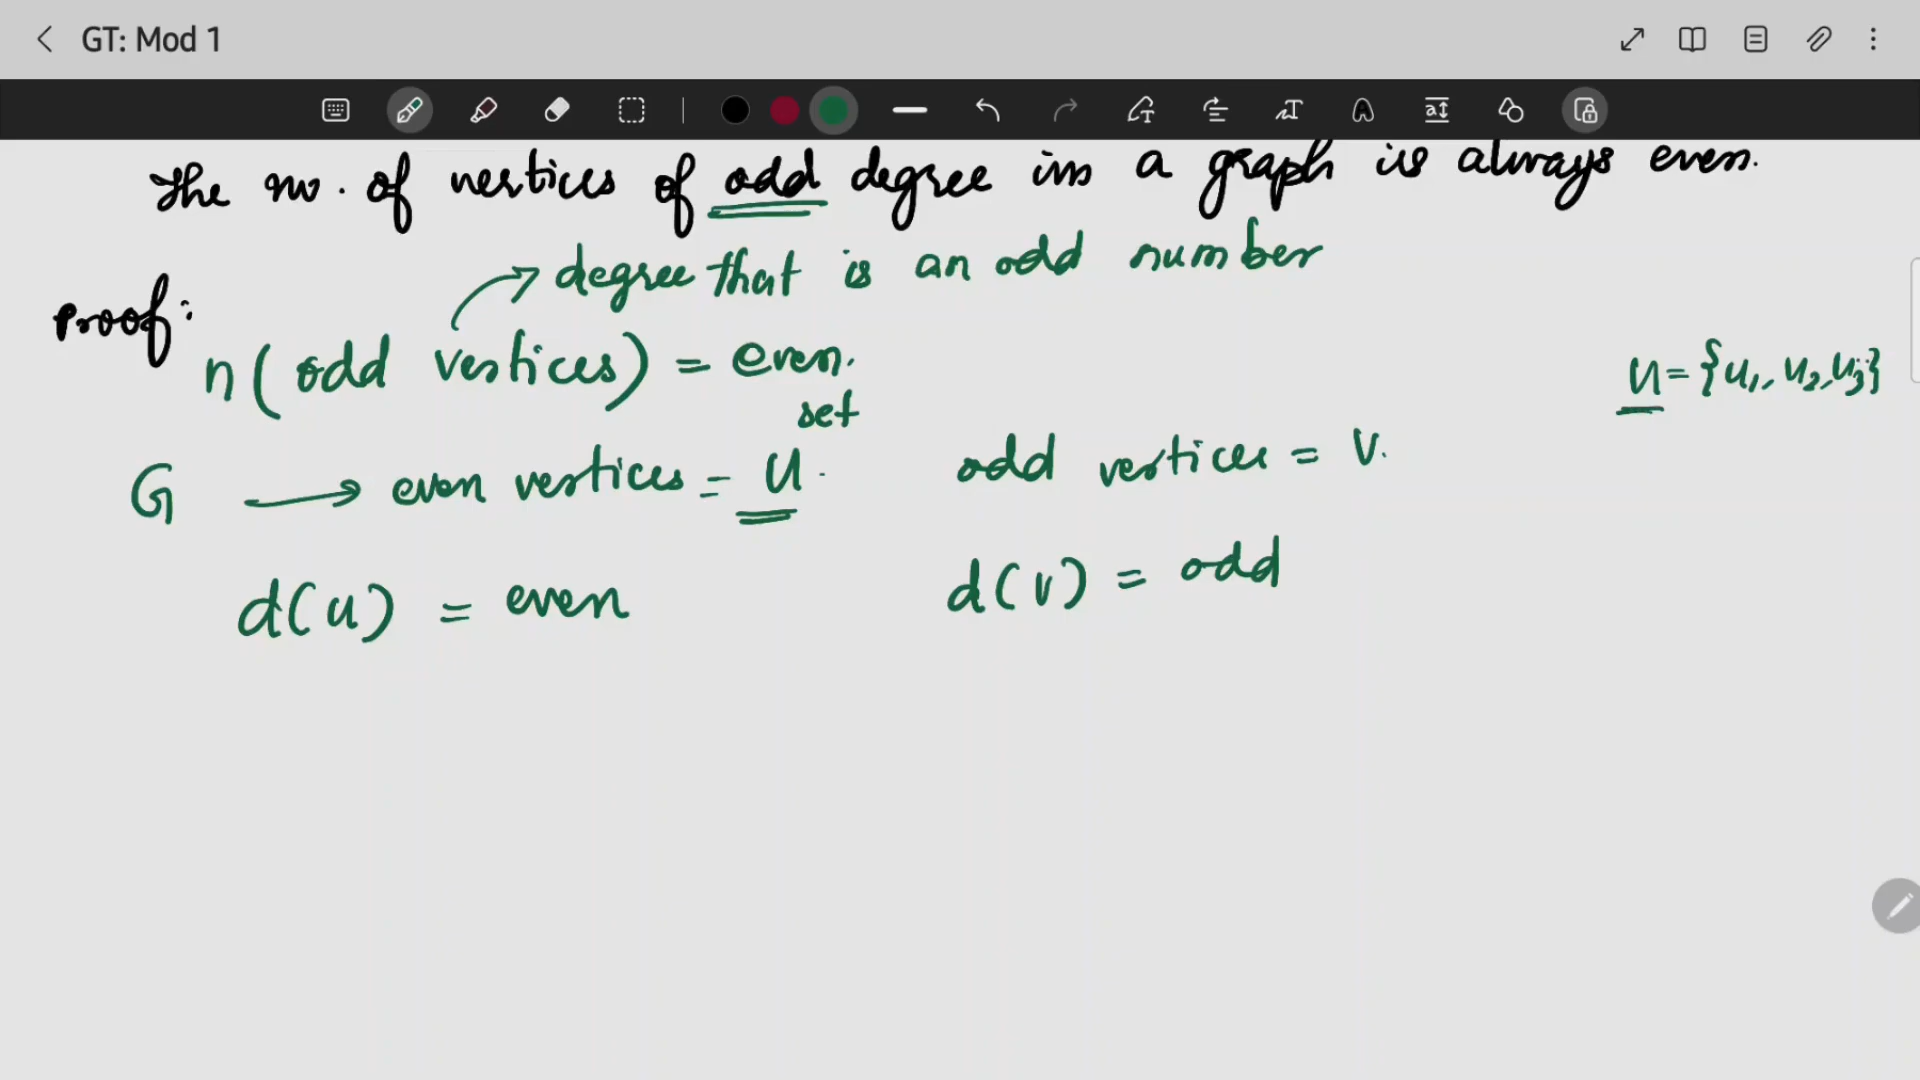 GT: Mod 1
The no. of vertices of odd degree in a graph is always even.
degree that is an odd number
Proof:
n( odd vertices) = even.
U = {u1, u2, u3..}
set
G → even vertices = U.
odd vertices = V.
d(u) = even
d(v) = odd